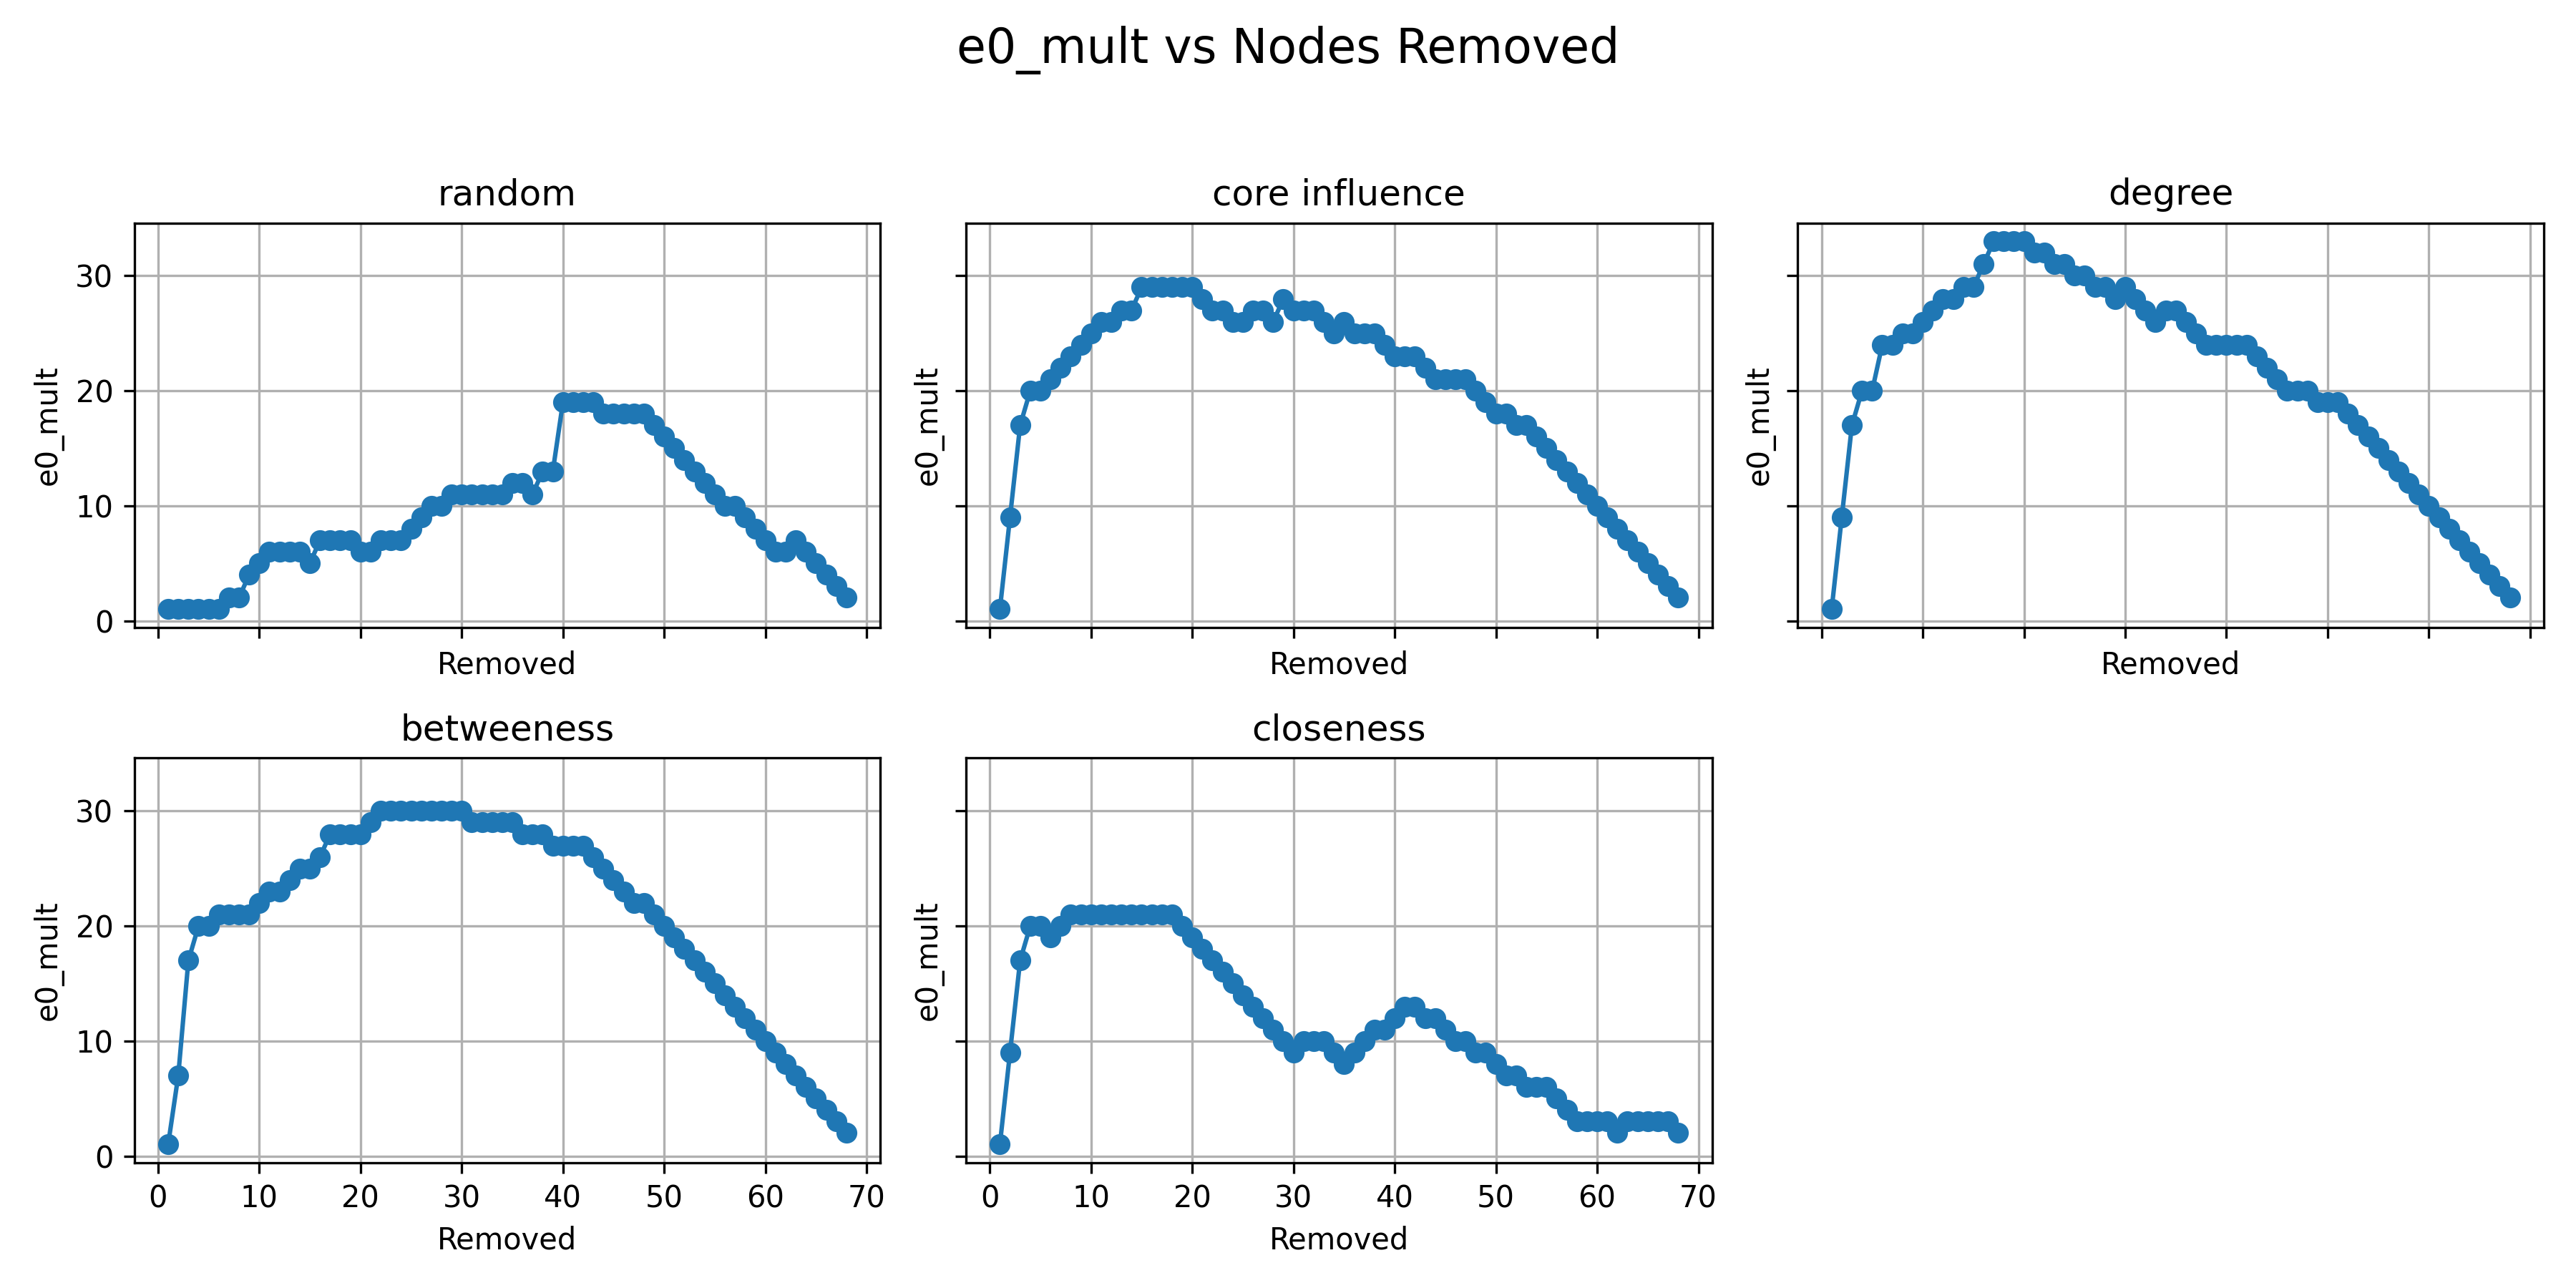 e0_mult vs Nodes Removed
random
core influence
degree
e0_mult
30
20
10
0
Removed
e0_mult
Removed
e0_mult
Removed
betweeness
closeness
e0_mult
30
20
10
0
0 10 20 30 40 50 60 70
Removed
e0_mult
0 10 20 30 40 50 60 70
Removed